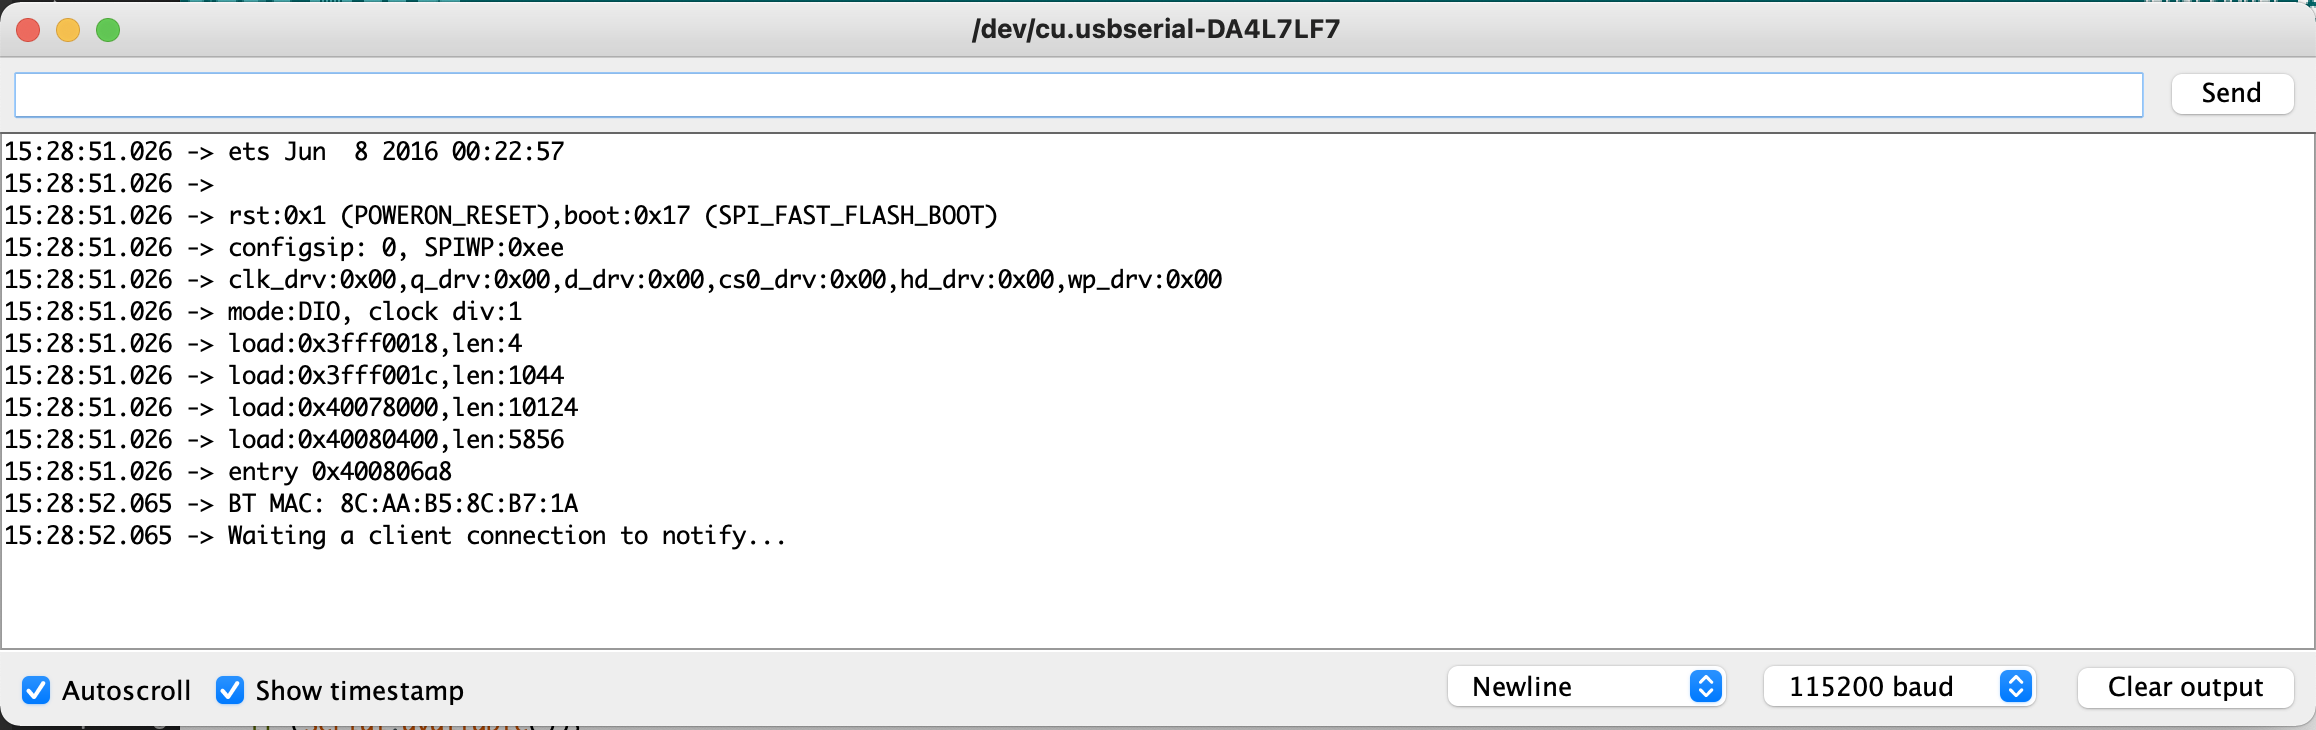 /dev/cu.usbserial-DA4L7LF7
Send
15:28:51.026 -> ets Jun  8 2016 00:22:57
15:28:51.026 ->
15:28:51.026 -> rst:0x1 (POWERON_RESET),boot:0x17 (SPI_FAST_FLASH_BOOT)
15:28:51.026 -> configsip: 0, SPIWP:0xee
15:28:51.026 -> clk_drv:0x00,q_drv:0x00,d_drv:0x00,cs0_drv:0x00,hd_drv:0x00,wp_drv:0x00
15:28:51.026 -> mode:DIO, clock div:1
15:28:51.026 -> load:0x3fff0018,len:4
15:28:51.026 -> load:0x3fff001c,len:1044
15:28:51.026 -> load:0x40078000,len:10124
15:28:51.026 -> load:0x40080400,len:5856
15:28:51.026 -> entry 0x400806a8
15:28:52.065 -> BT MAC: 8C:AA:B5:8C:B7:1A
15:28:52.065 -> Waiting a client connection to notify...
Autoscroll Show timestamp Newline 115200 baud Clear output